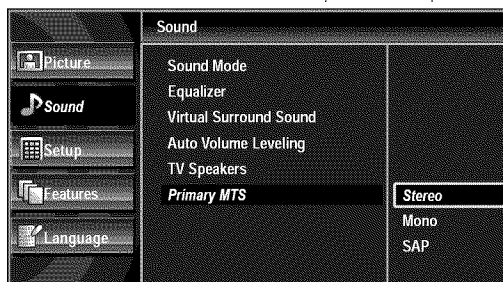 Sound
Picture
Sound
Setup
Features
Language
Sound Mode
Equalizer
Virtual Surround Sound
Auto Volume Leveling
TV Speakers
Primary MTS
Stereo
Mono
SAP